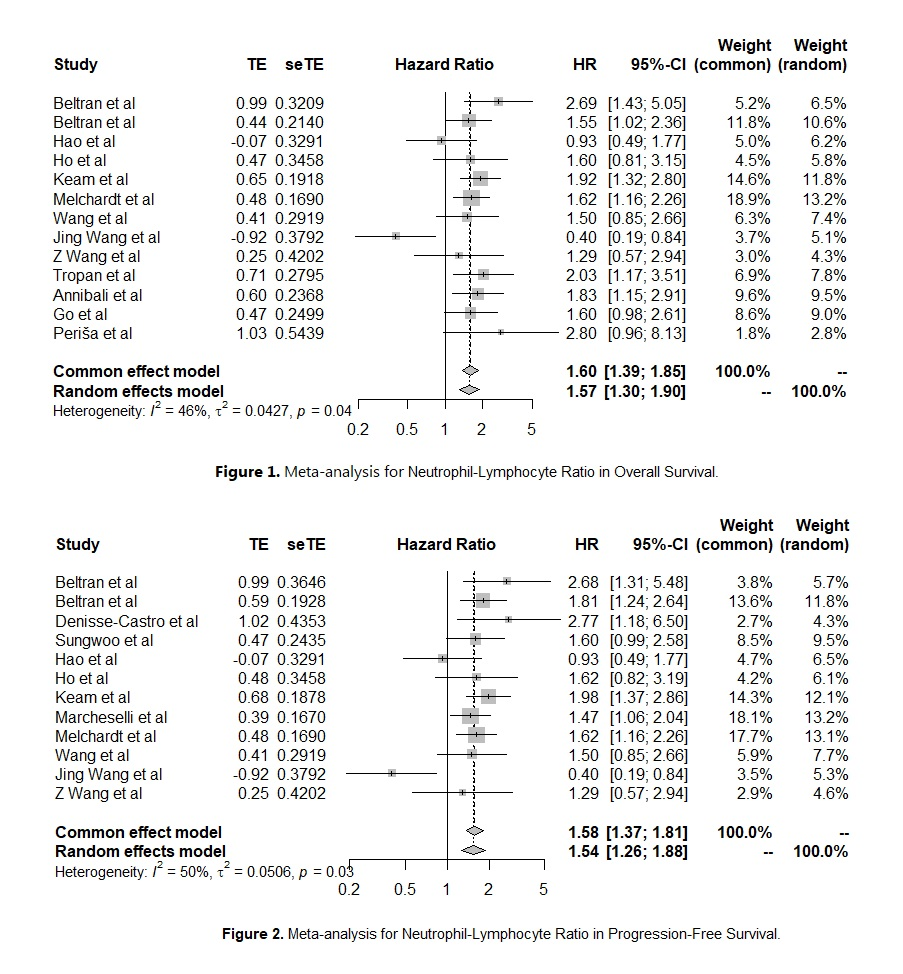 Weight Weight
Study TE seTE Hazard Ratio HR 95%-CI (common) (random)
Beltran et al 0.99 0.3209 2.69 [1.43; 5.05] 5.2% 6.5%
Beltran et al 0.44 0.2140 1.55 [1.02; 2.36] 11.8% 10.6%
Hao et al -0.07 0.3291 0.93 [0.49; 1.77] 5.0% 6.2%
Ho et al 0.47 0.3458 1.60 [0.81; 3.15] 4.5% 5.8%
Keam et al 0.65 0.1918 1.92 [1.32; 2.80] 14.6% 11.8%
Melchardt et al 0.48 0.1690 1.62 [1.16; 2.26] 18.9% 13.2%
Wang et al 0.41 0.2919 1.50 [0.85; 2.66] 6.3% 7.4%
Jing Wang et al -0.92 0.3792 0.40 [0.19; 0.84] 3.7% 5.1%
Z Wang et al 0.25 0.4202 1.29 [0.57; 2.94] 3.0% 4.3%
Tropan et al 0.71 0.2795 2.03 [1.17; 3.51] 6.9% 7.8%
Annibali et al 0.60 0.2368 1.83 [1.15; 2.91] 9.6% 9.5%
Go et al 0.47 0.2499 1.60 [0.98; 2.61] 8.6% 9.0%
Periša et al 1.03 0.5439 2.80 [0.96; 8.13] 1.8% 2.8%
Common effect model 1.60 [1.39; 1.85] 100.0% --
Random effects model 1.57 [1.30; 1.90] -- 100.0%
Heterogeneity: I² = 46%, τ² = 0.0427, p = 0.04
0.2 0.5 1 2 5
Figure 1. Meta-analysis for Neutrophil-Lymphocyte Ratio in Overall Survival.
Weight Weight
Study TE seTE Hazard Ratio HR 95%-CI (common) (random)
Beltran et al 0.99 0.3646 2.68 [1.31; 5.48] 3.8% 5.7%
Beltran et al 0.59 0.1928 1.81 [1.24; 2.64] 13.6% 11.8%
Denisse-Castro et al 1.02 0.4353 2.77 [1.18; 6.50] 2.7% 4.3%
Sungwoo et al 0.47 0.2435 1.60 [0.99; 2.58] 8.5% 9.5%
Hao et al -0.07 0.3291 0.93 [0.49; 1.77] 4.7% 6.5%
Ho et al 0.48 0.3458 1.62 [0.82; 3.19] 4.2% 6.1%
Keam et al 0.68 0.1878 1.98 [1.37; 2.86] 14.3% 12.1%
Marcheselli et al 0.39 0.1670 1.47 [1.06; 2.04] 18.1% 13.2%
Melchardt et al 0.48 0.1690 1.62 [1.16; 2.26] 17.7% 13.1%
Wang et al 0.41 0.2919 1.50 [0.85; 2.66] 5.9% 7.7%
Jing Wang et al -0.92 0.3792 0.40 [0.19; 0.84] 3.5% 5.3%
Z Wang et al 0.25 0.4202 1.29 [0.57; 2.94] 2.9% 4.6%
Common effect model 1.58 [1.37; 1.81] 100.0% --
Random effects model 1.54 [1.26; 1.88] -- 100.0%
Heterogeneity: I² = 50%, τ² = 0.0506, p = 0.03
0.2 0.5 1 2 5
Figure 2. Meta-analysis for Neutrophil-Lymphocyte Ratio in Progression-Free Survival.